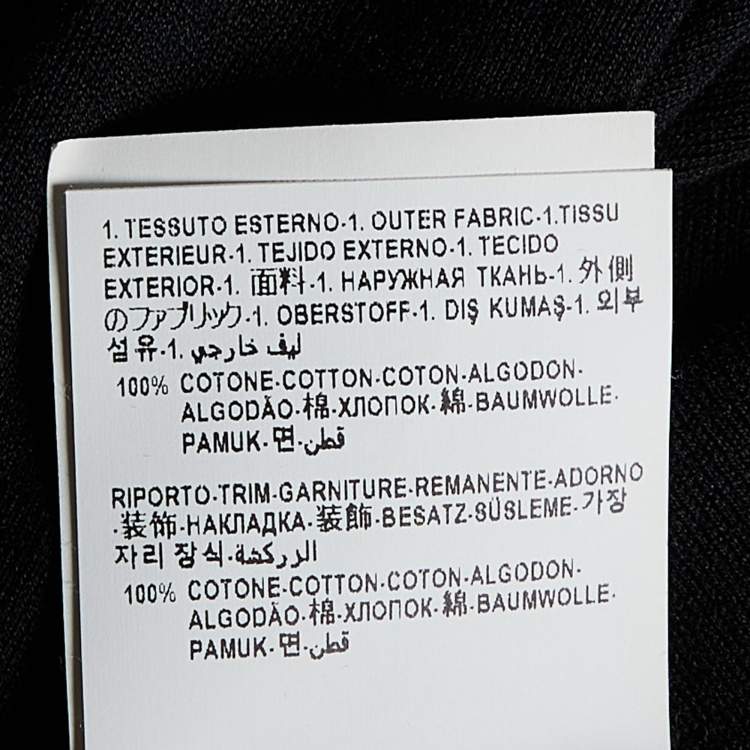 1. TESSUTO ESTERNO-1. OUTER FABRIC-1.TISSU
EXTERIEUR-1. TEJIDO EXTERNO-1. TECIDO
EXTERIOR-1. 面料-1. НАРУЖНАЯ ТКАНЬ-1. 外側
のファブリック-1. OBERSTOFF-1. DIŞ KUMAŞ-1. 외부
섬유-1. ليف خارجي
100% COTONE-COTTON-COTON-ALGODON-
ALGODÃO-棉-ХЛОПОК-綿-BAUMWOLLE-
PAMUK-면-قطن
RIPORTO-TRIM-GARNITURE-REMANENTE-ADORNO
-装饰-НАКЛАДКА-装飾-BESATZ-SÜSLEME-가장
자리 장식-الزركشة
100% COTONE-COTTON-COTON-ALGODON-
ALGODÃO-棉-ХЛОПОК-綿-BAUMWOLLE-
PAMUK-면-قطن